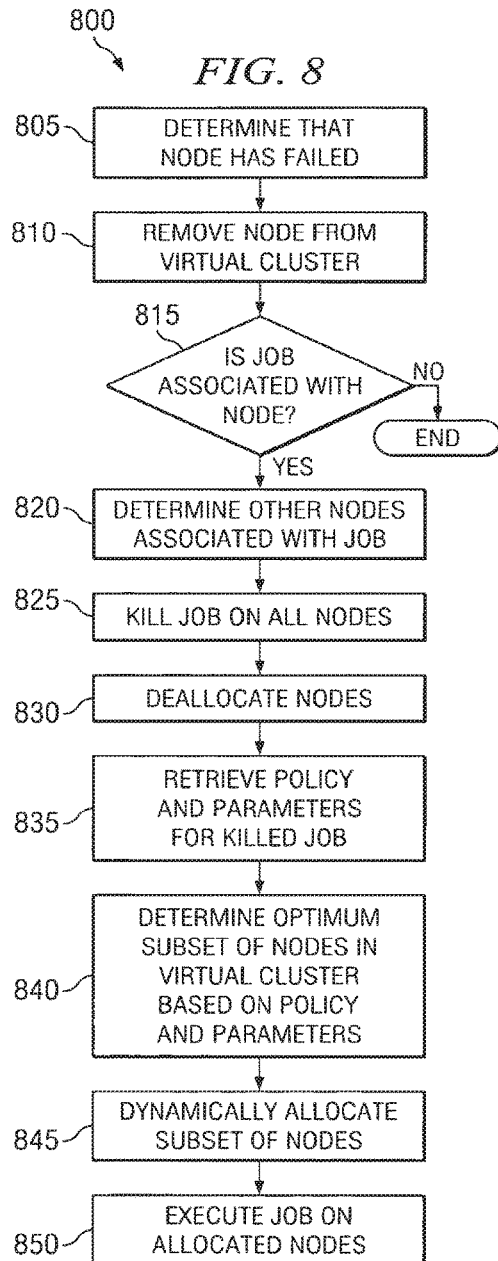 800
FIG. 8
805
DETERMINE THAT
NODE HAS FAILED
810
REMOVE NODE FROM
VIRTUAL CLUSTER
815
IS JOB
ASSOCIATED WITH
NODE?
NO
END
YES
820
DETERMINE OTHER NODES
ASSOCIATED WITH JOB
825
KILL JOB ON ALL NODES
830
DEALLOCATE NODES
835
RETRIEVE POLICY
AND PARAMETERS
FOR KILLED JOB
840
DETERMINE OPTIMUM
SUBSET OF NODES IN
VIRTUAL CLUSTER
BASED ON POLICY
AND PARAMETERS
845
DYNAMICALLY ALLOCATE
SUBSET OF NODES
850
EXECUTE JOB ON
ALLOCATED NODES